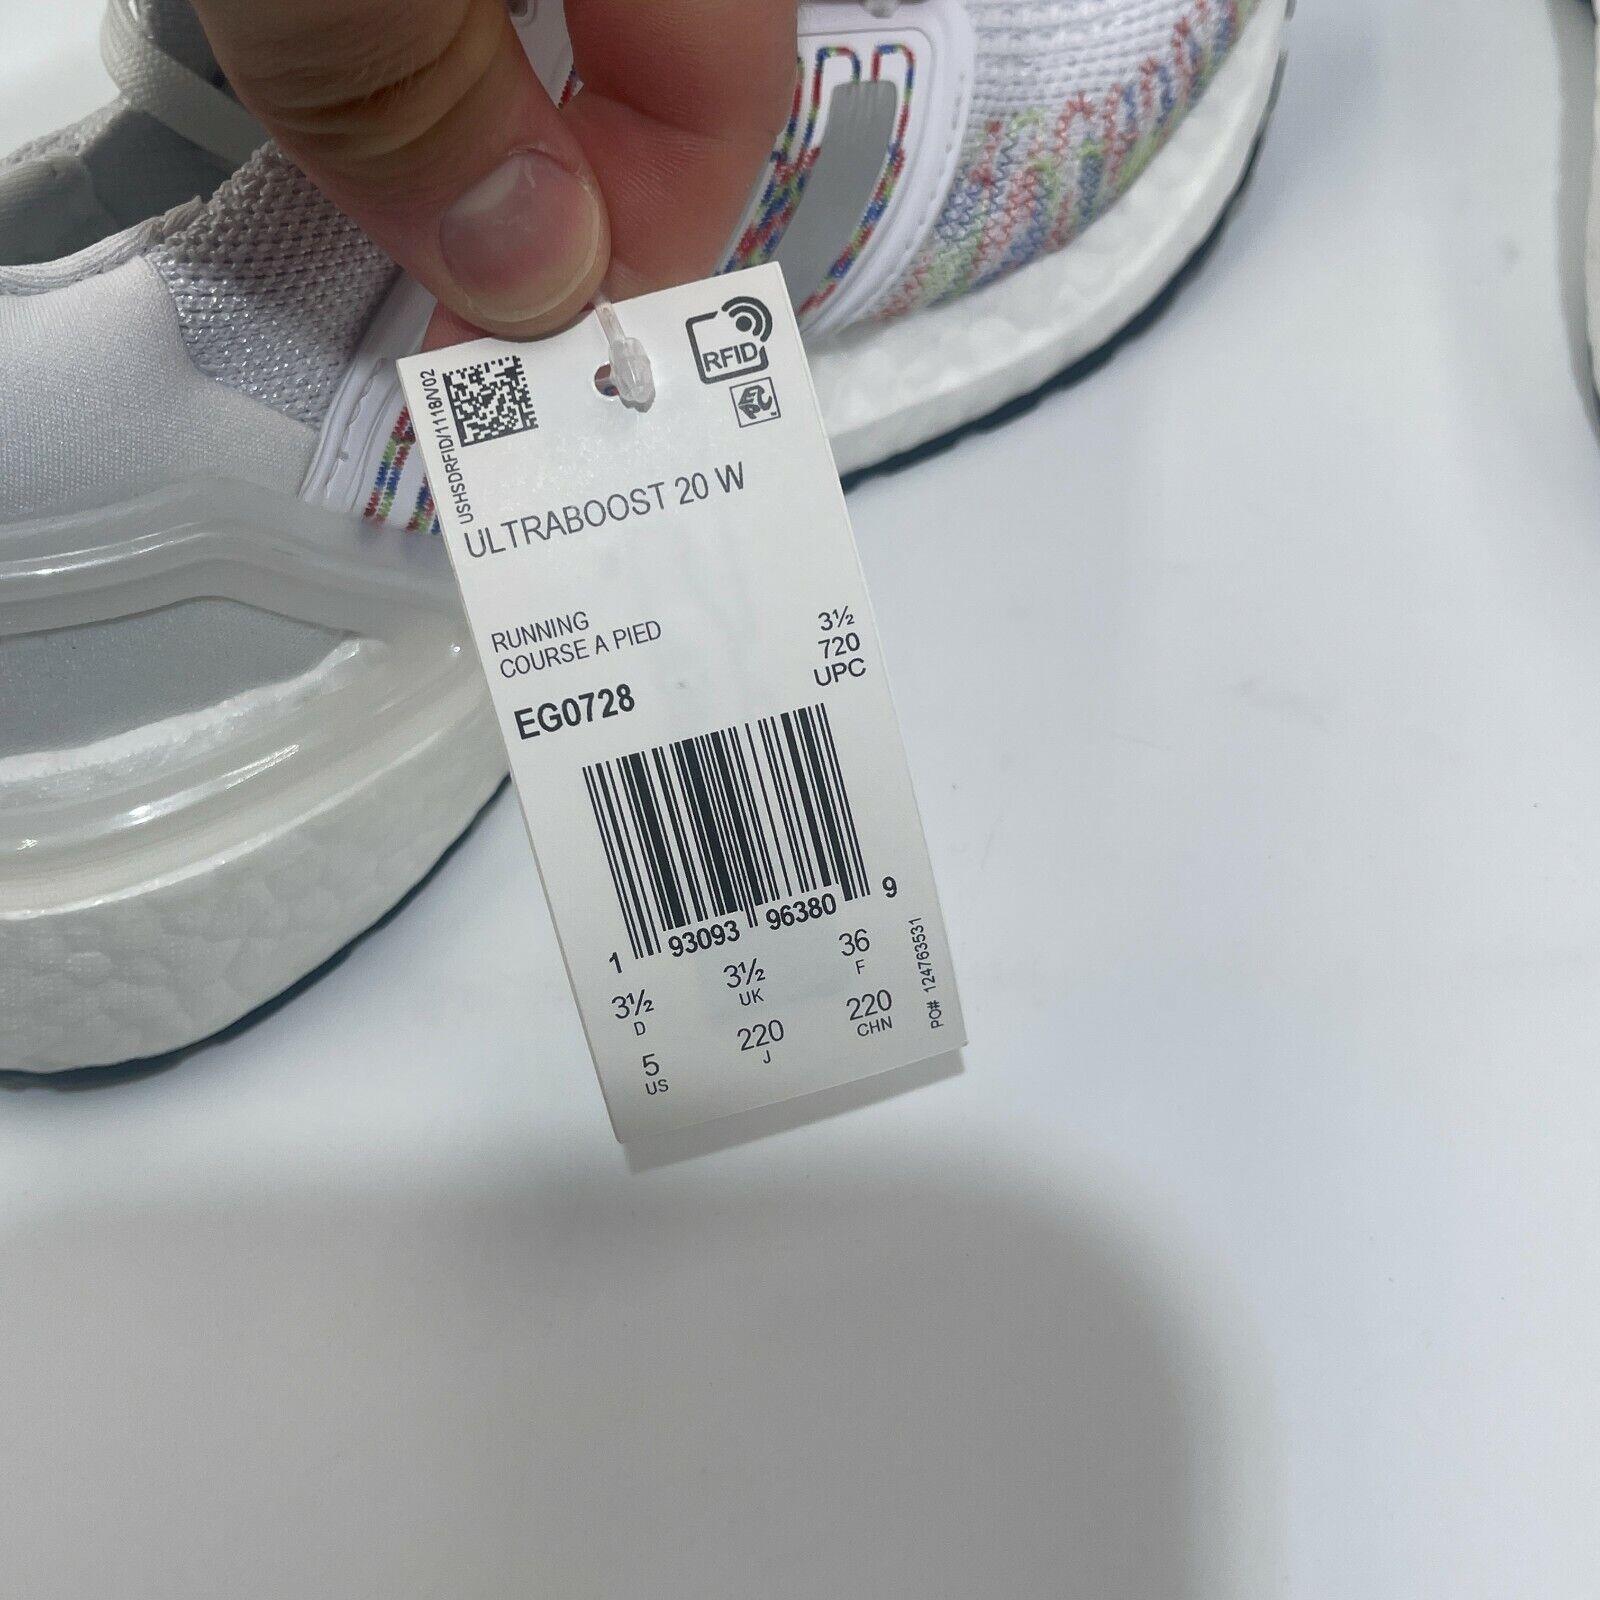 USHSDRFID/1118/V02
RFID
EPC
ULTRABOOST 20 W
RUNNING
COURSE A PIED
3½
720
UPC
EG0728
1 93093 96380 9
3½ 3½ 36
D UK F
5 220 220
US J CHN
PO# 124763531